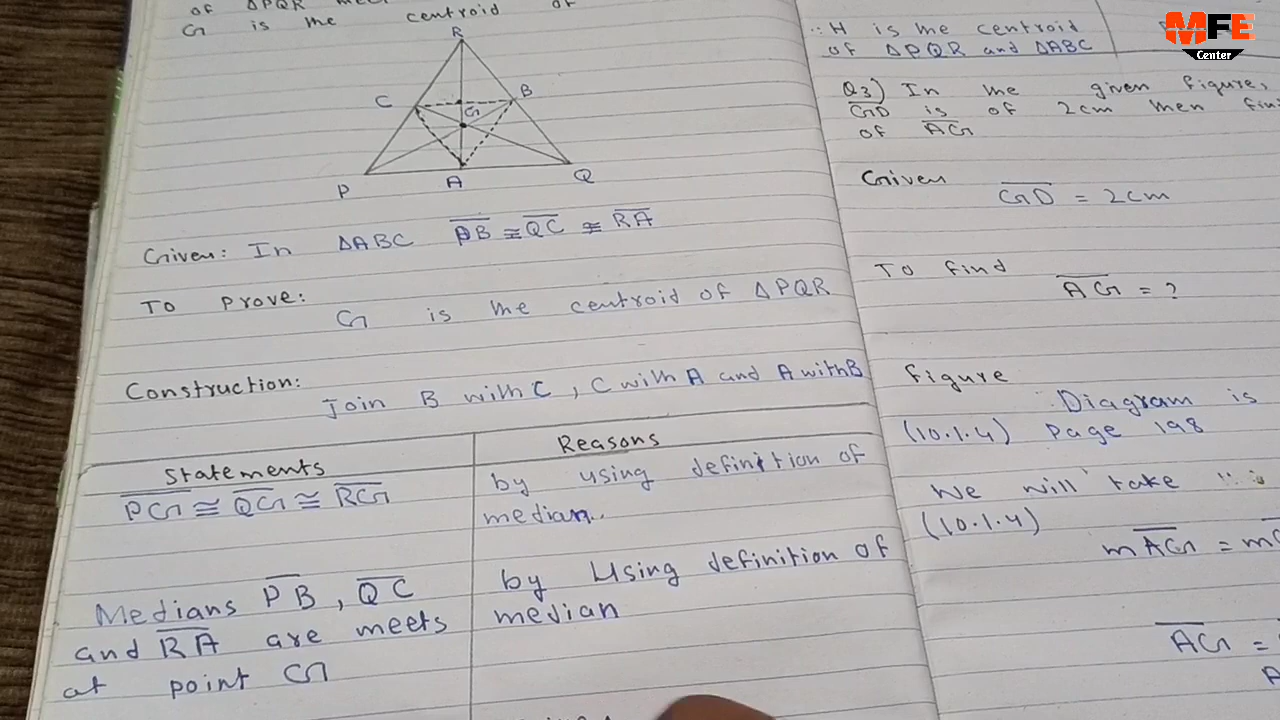 of ΔPQR
G is the centroid of
R
C
B
G
P
A
Q
Given: In ΔABC PB ≅ QC ≅ RA
To Prove:
G is the centroid of ΔPQR
Construction:
Join B with C, C with A and A with B
Statements
Reasons
PG ≅ QG ≅ RG
by using definition of
median.
Medians PB, QC
and RA are meets
at point G
by Using definition of
median
∵ H is the centroid
of ΔPQR and ΔABC
Q3) In the given figure,
GD is of 2cm then
of AG
Given
GD = 2cm
To find
AG = ?
figure
∵ Diagram is
(10.1.4) Page 198
We will take
(10.1.4)
mAG = m
AG =
MFE
Center